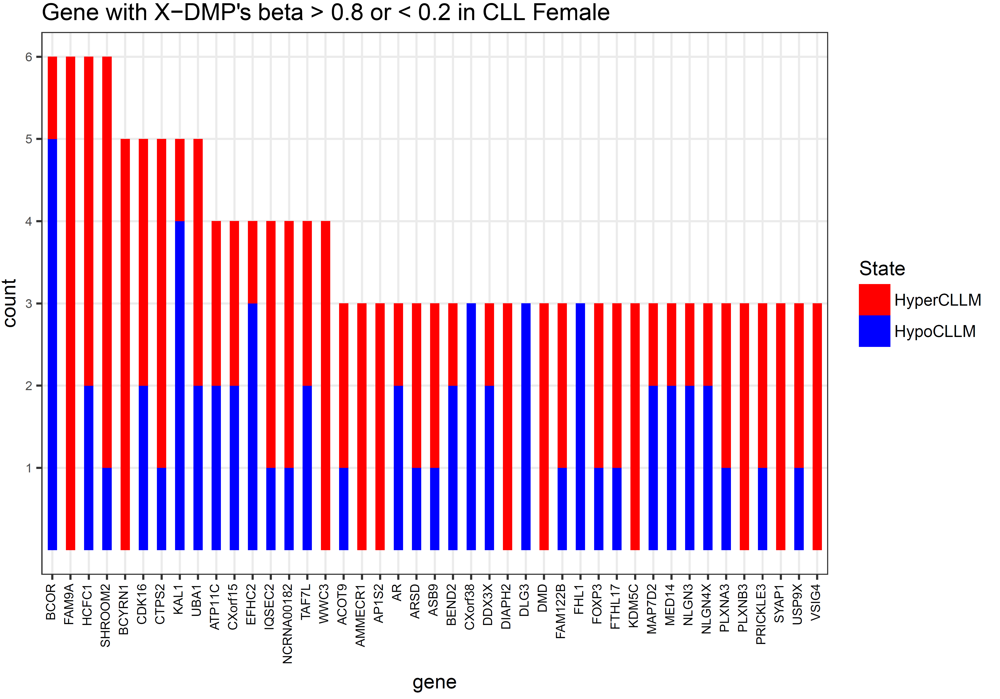 Gene with X−DMP's beta > 0.8 or < 0.2 in CLL Female
count
6
5
4
3
2
1
BCOR
FAM9A
HCFC1
SHROOM2
BCYRN1
CDK16
CTPS2
KAL1
UBA1
ATP11C
CXorf15
EFHC2
IQSEC2
NCRNA00182
TAF7L
WWC3
ACOT9
AMMECR1
AP1S2
AR
ARSD
ASB9
BEND2
CXorf38
DDX3X
DIAPH2
DLG3
DMD
FAM122B
FHL1
FOXP3
FTHL17
KDM5C
MAP7D2
MED14
NLGN3
NLGN4X
PLXNA3
PLXNB3
PRICKLE3
SYAP1
USP9X
VSIG4
gene
State
HyperCLLM
HypoCLLM